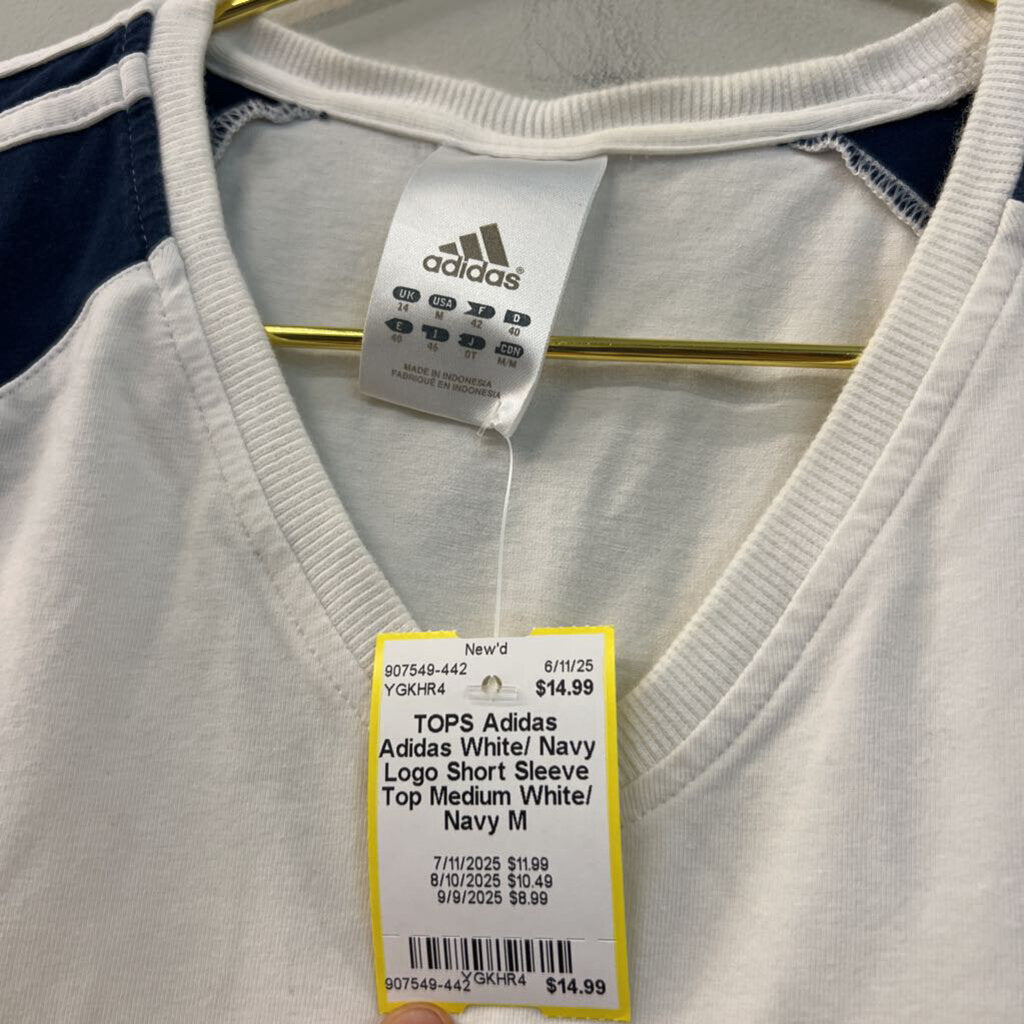 adidas®
UK USA F D
14 M 42 40
E I J CDN
46 46 OT M/M
MADE IN INDONESIA
FABRIQUÉ EN INDONESIA
New'd
907549-442 6/11/25
YGKHR4 $14.99
TOPS Adidas
Adidas White/ Navy
Logo Short Sleeve
Top Medium White/
Navy M
7/11/2025 $11.99
8/10/2025 $10.49
9/9/2025 $8.99
YGKHR4
907549-442 $14.99